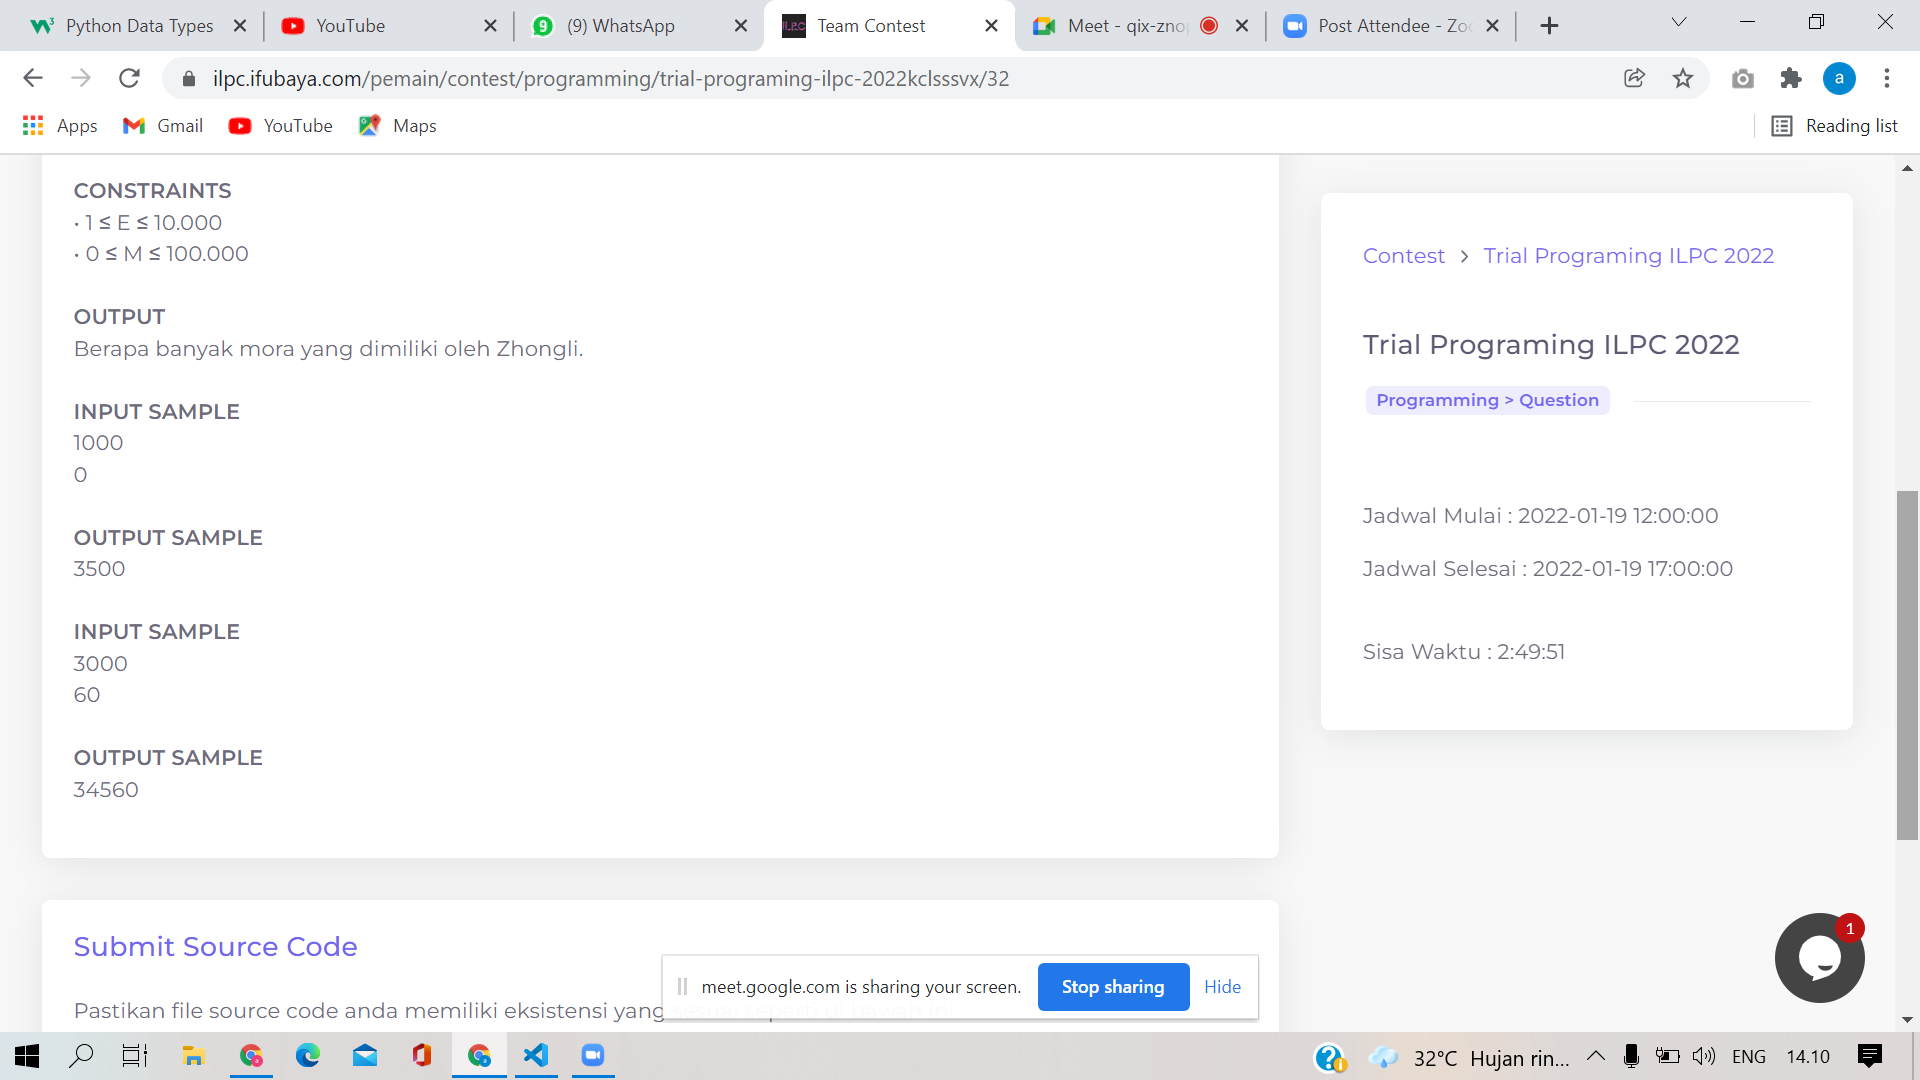 Python Data Types
YouTube
(9) WhatsApp
Team Contest
Meet - qix-zno
Post Attendee - Zo
ilpc.ifubaya.com/pemain/contest/programming/trial-programing-ilpc-2022kclsssvx/32
a
Apps
Gmail
YouTube
Maps
Reading list
CONSTRAINTS
• 1 ≤ E ≤ 10.000
• 0 ≤ M ≤ 100.000
OUTPUT
Berapa banyak mora yang dimiliki oleh Zhongli.
INPUT SAMPLE
1000
0
OUTPUT SAMPLE
3500
INPUT SAMPLE
3000
60
OUTPUT SAMPLE
34560
Contest > Trial Programing ILPC 2022
Trial Programing ILPC 2022
Programming > Question
Jadwal Mulai : 2022-01-19 12:00:00
Jadwal Selesai : 2022-01-19 17:00:00
Sisa Waktu : 2:49:51
1
Submit Source Code
Pastikan file source code anda memiliki eksistensi yang
meet.google.com is sharing your screen.
Stop sharing
Hide
32°C Hujan rin...
ENG
14.10